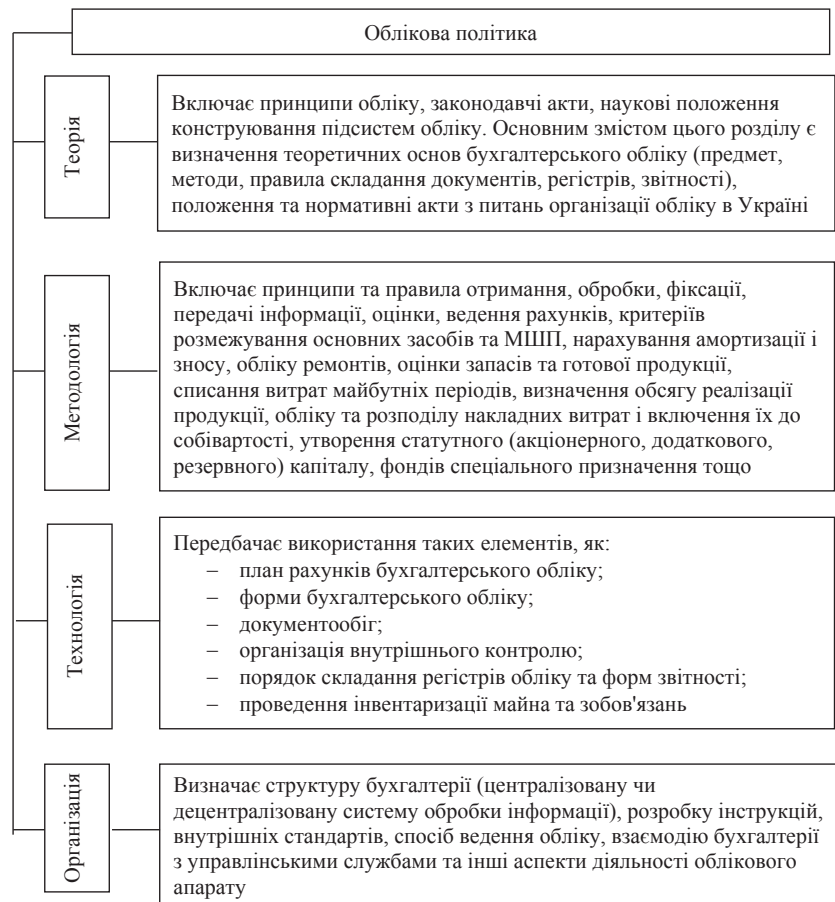 Облікова політика
Теорія
Включає принципи обліку, законодавчі акти, наукові положення
конструювання підсистем обліку. Основним змістом цього розділу є
визначення теоретичних основ бухгалтерського обліку (предмет,
методи, правила складання документів, регістрів, звітності),
положення та нормативні акти з питань організації обліку в Україні
Методологія
Включає принципи та правила отримання, обробки, фіксації,
передачі інформації, оцінки, ведення рахунків, критеріїв
розмежування основних засобів та МШП, нарахування амортизації і
зносу, обліку ремонтів, оцінки запасів та готової продукції,
списання витрат майбутніх періодів, визначення обсягу реалізації
продукції, обліку та розподілу накладних витрат і включення їх до
собівартості, утворення статутного (акціонерного, додаткового,
резервного) капіталу, фондів спеціального призначення тощо
Технологія
Передбачає використання таких елементів, як:
– план рахунків бухгалтерського обліку;
– форми бухгалтерського обліку;
– документообіг;
– організація внутрішнього контролю;
– порядок складання регістрів обліку та форм звітності;
– проведення інвентаризації майна та зобов'язань
Організація
Визначає структуру бухгалтерії (централізовану чи
децентралізовану систему обробки інформації), розробку інструкцій,
внутрішніх стандартів, спосіб ведення обліку, взаємодію бухгалтерії
з управлінськими службами та інші аспекти діяльності облікового
апарату